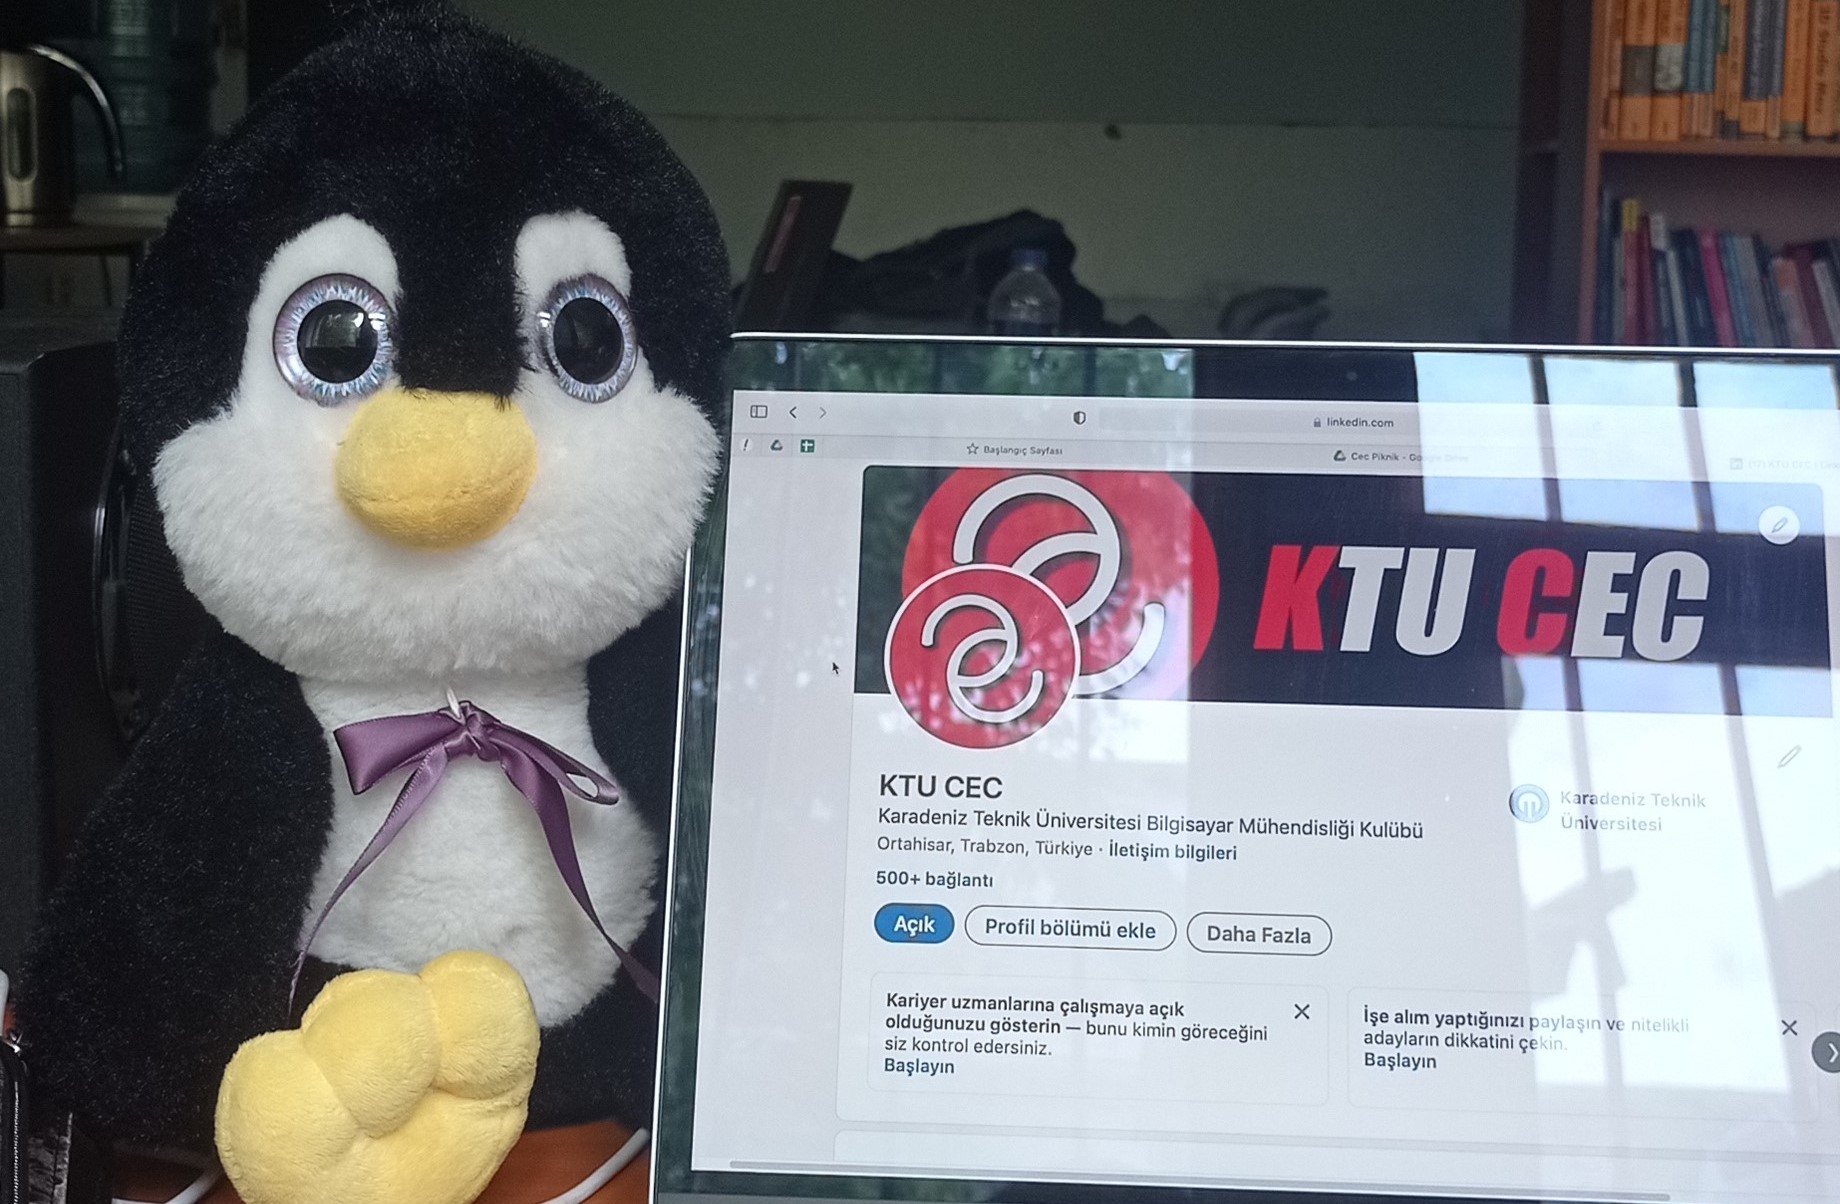 linkedin.com
Başlangıç Sayfası
Cec Piknik - Google Drive
KTU CEC
KTU CEC
Karadeniz Teknik Üniversitesi Bilgisayar Mühendisliği Kulübü
Ortahisar, Trabzon, Türkiye · İletişim bilgileri
500+ bağlantı
Karadeniz Teknik
Üniversitesi
Açık
Profil bölümü ekle
Daha Fazla
Kariyer uzmanlarına çalışmaya açık
olduğunuzu gösterin — bunu kimin göreceğini
siz kontrol edersiniz.
Başlayın
İşe alım yaptığınızı paylaşın ve nitelikli
adayların dikkatini çekin.
Başlayın